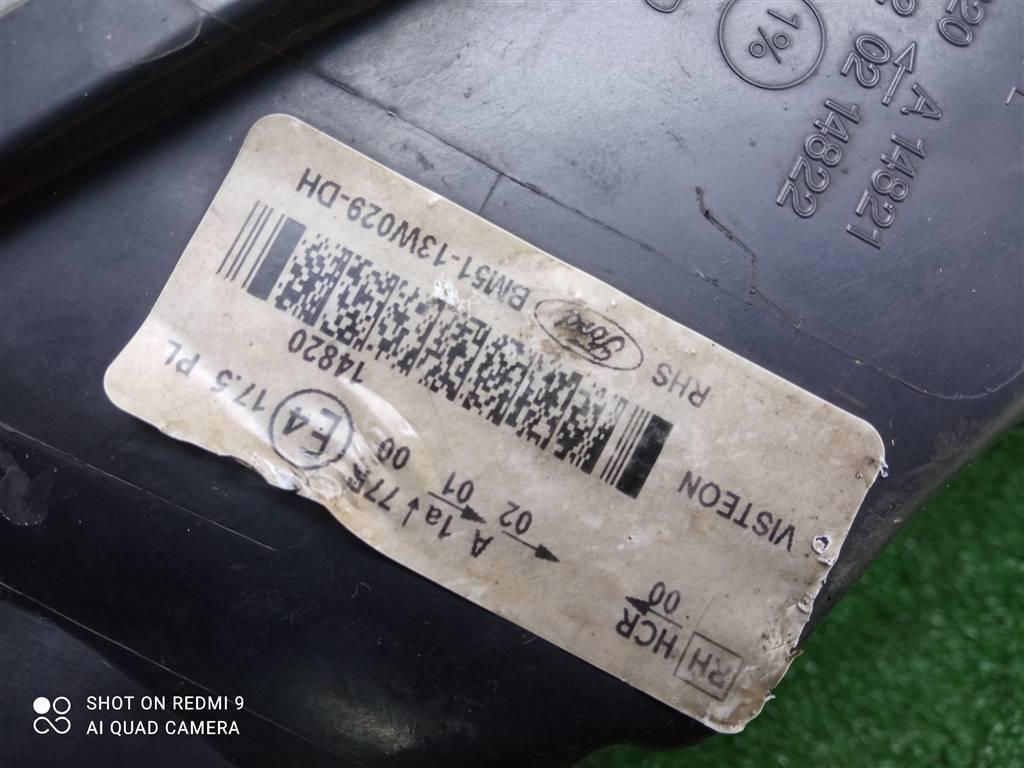 VISTEON
RHS Ford BM51-13W029-DH
RH HCR
00
A 1a 77R
02 01 00
E4 17.5 PL
14820
1%
A 14821
02 14822
SHOT ON REDMI 9
AI QUAD CAMERA